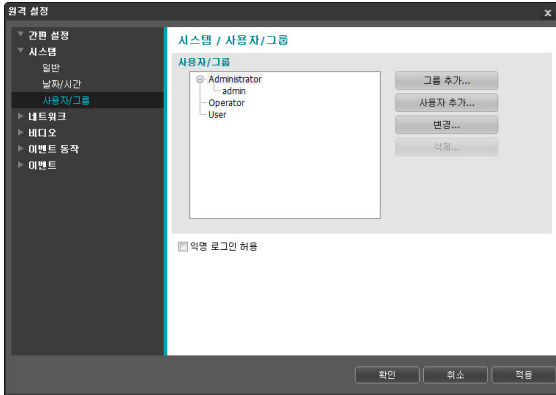 원격 설정
x
간편 설정
시스템
일반
날짜/시간
사용자/그룹
네트워크
비디오
이벤트 동작
이벤트
시스템 / 사용자/그룹
사용자/그룹
Administrator
admin
Operator
User
그룹 추가...
사용자 추가...
변경...
삭제...
익명 로그인 허용
확인
취소
적용